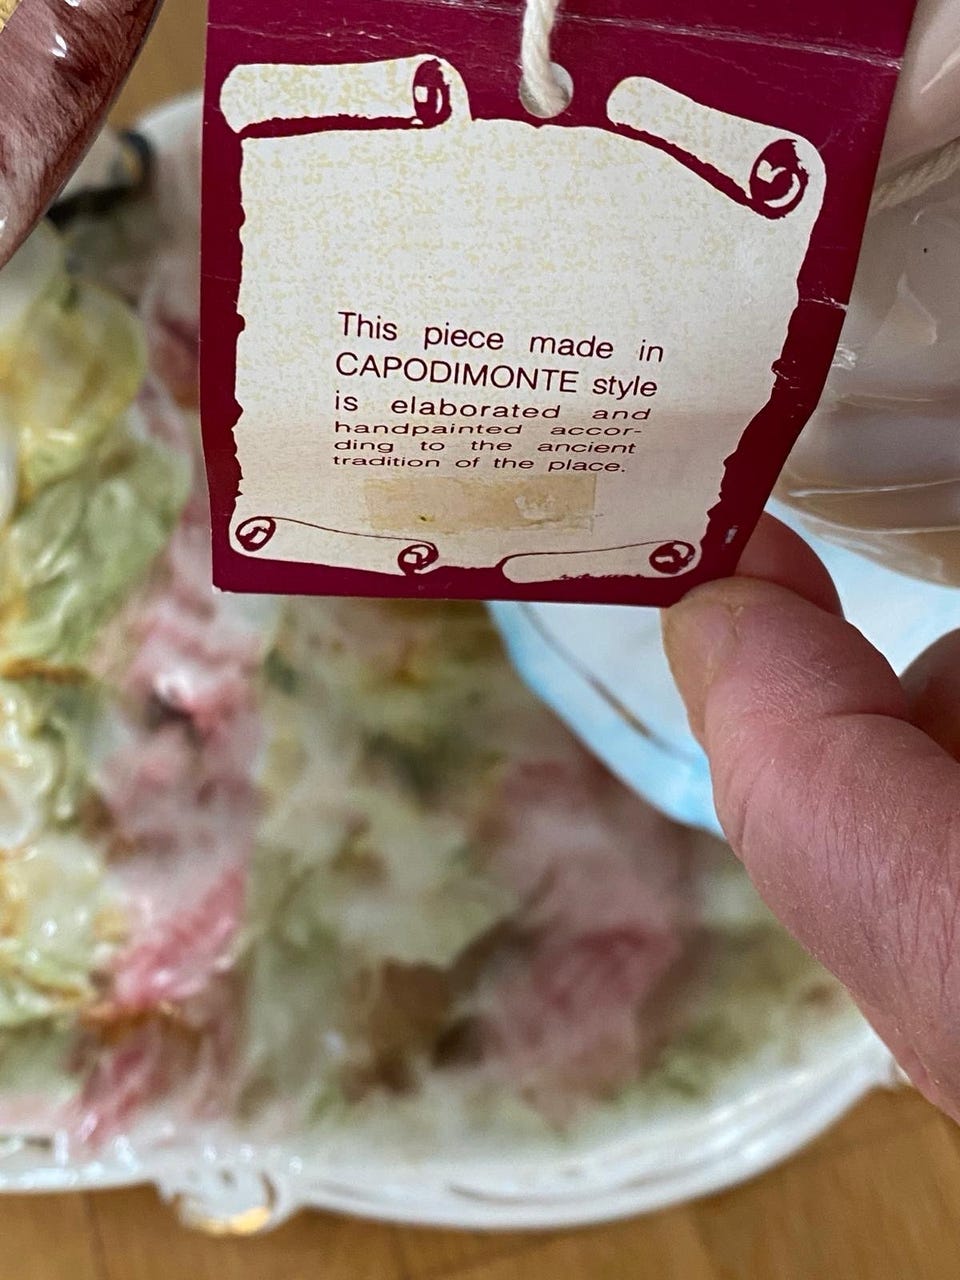 This piece made in
CAPODIMONTE style
is elaborated and
handpainted accor-
ding to the ancient
tradition of the place.